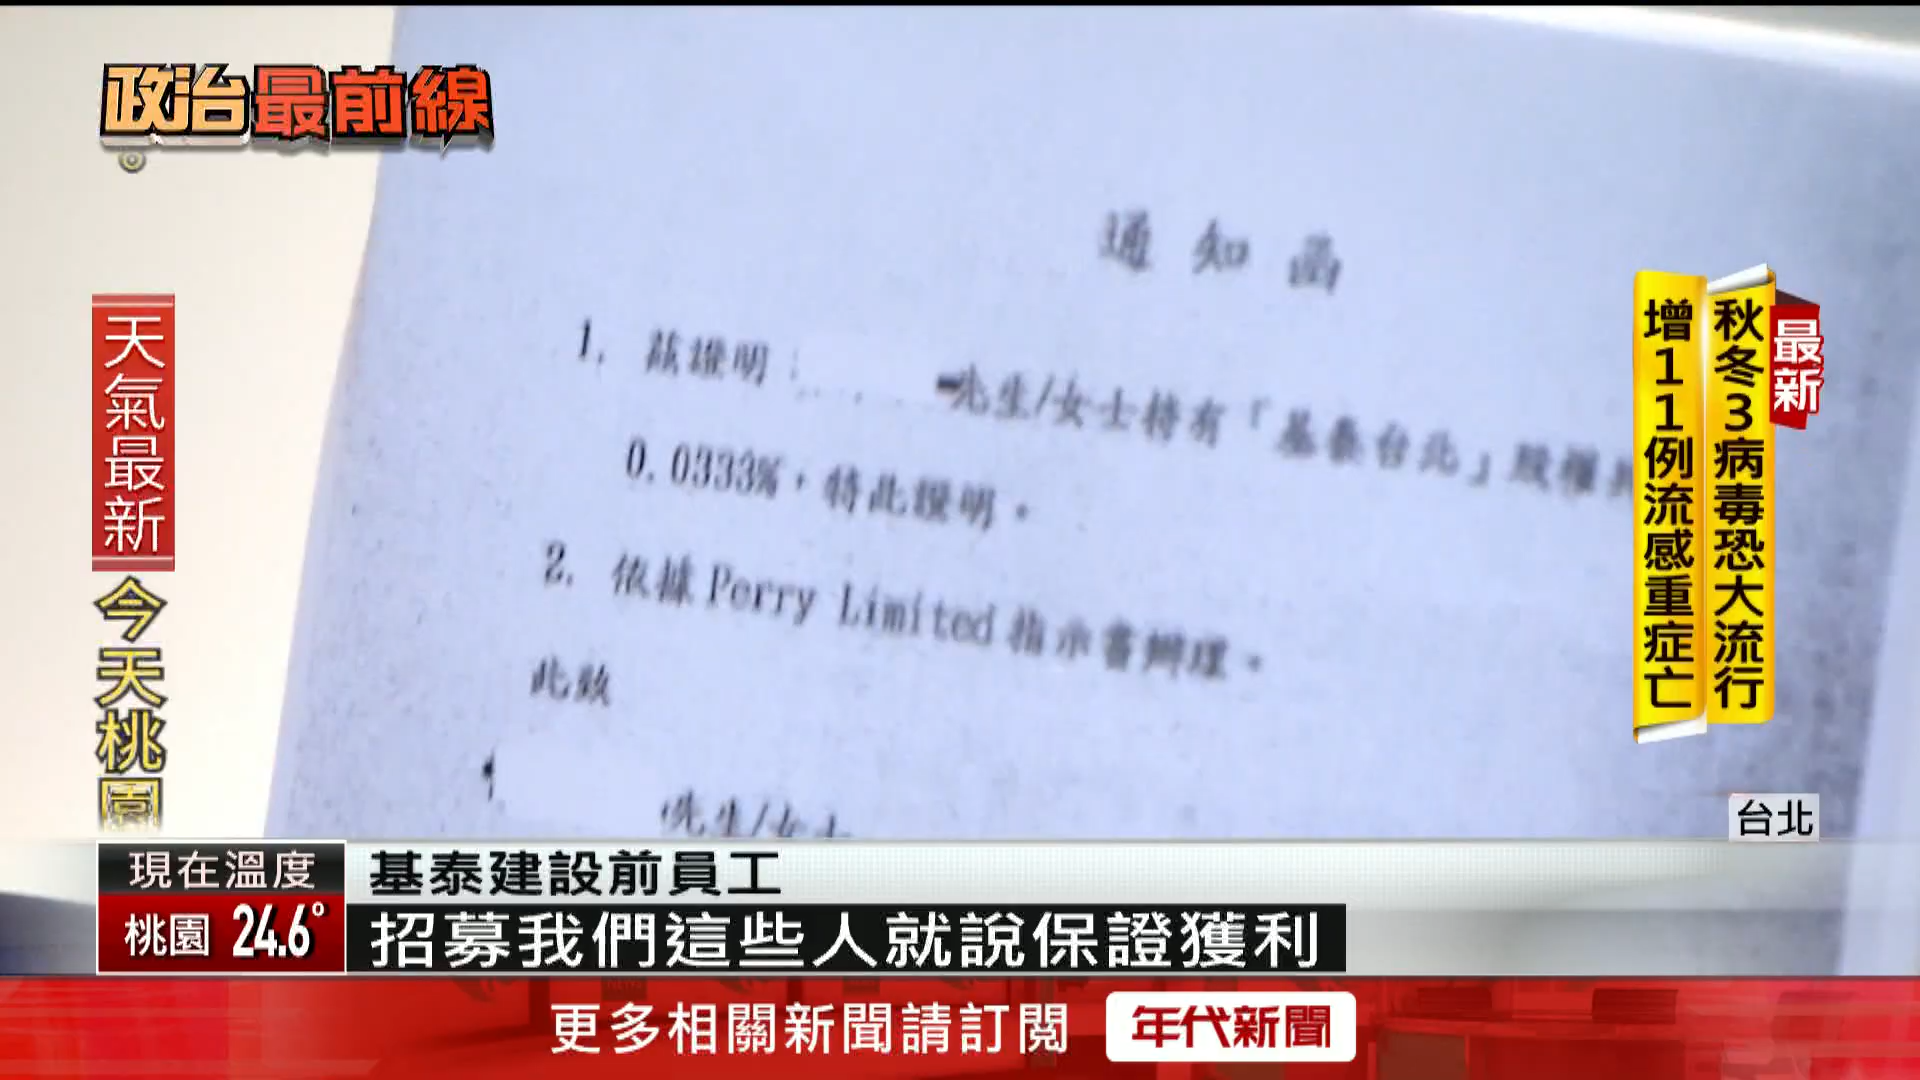 政治最前線
通知函
1. 茲證明：
先生/女士持有「基泰台北」股權
0.0333%，特此證明。
2. 依據 Perry Limited 指示書辦理。
此致
先生/女士
天氣最新
今天桃園
最新
秋冬3病毒恐大流行
增11例流感重症亡
台北
現在溫度
桃園 24.6°
基泰建設前員工
招募我們這些人就說保證獲利
更多相關新聞請訂閱 年代新聞